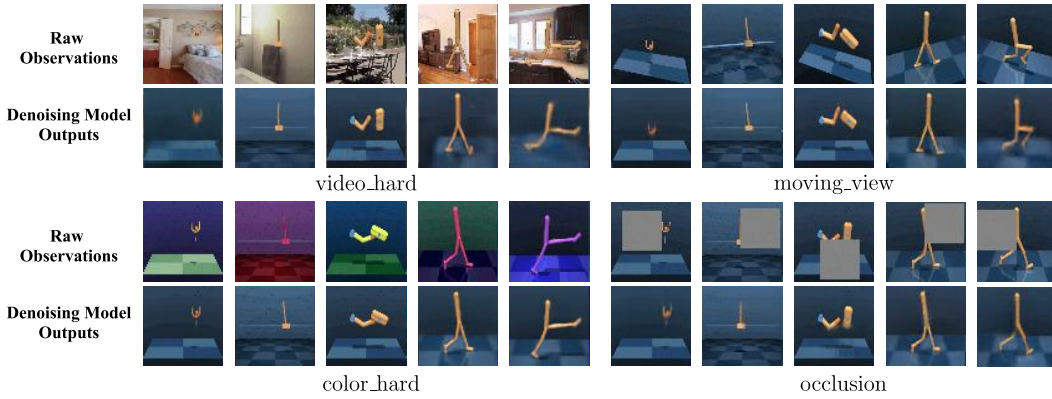 Raw
Observations
Denoising Model
Outputs
video_hard
moving_view
Raw
Observations
Denoising Model
Outputs
color_hard
occlusion